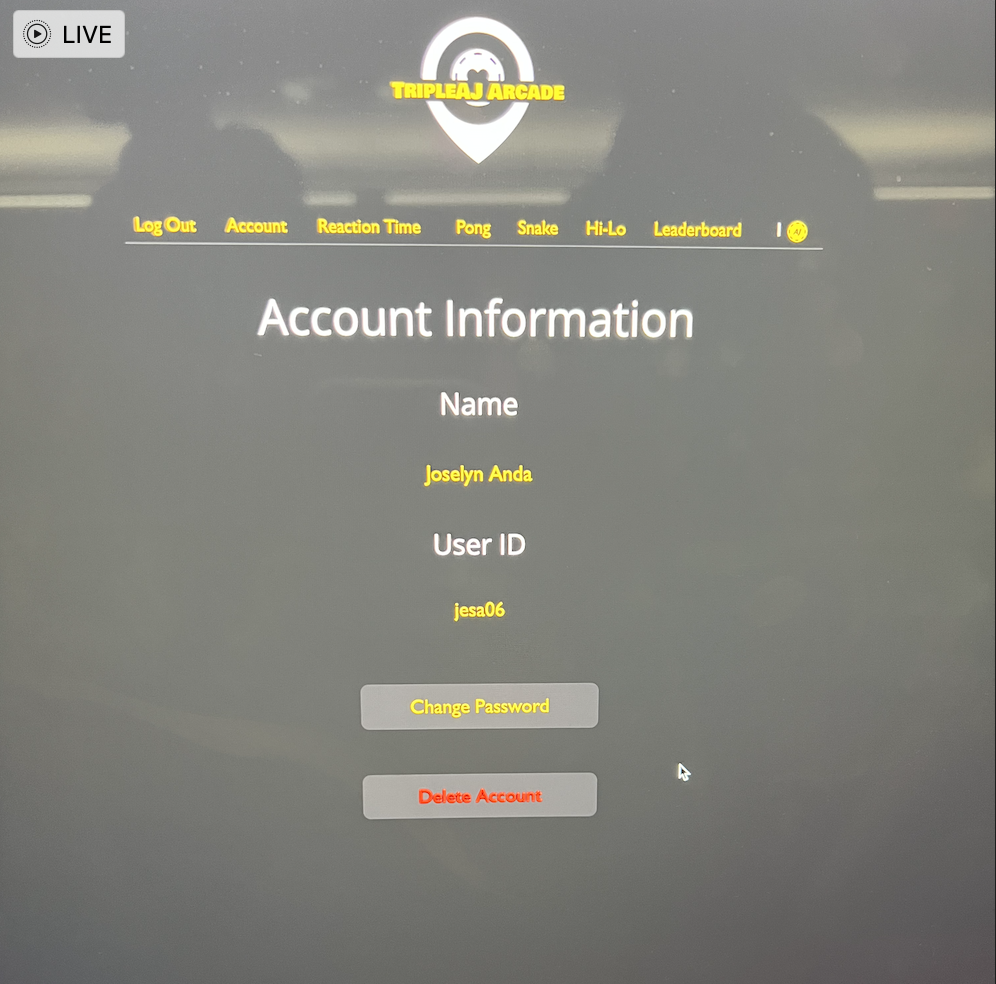 LIVE
TRIPLEAJ ARCADE
Log Out Account Reaction Time Pong Snake Hi-Lo Leaderboard
Account Information
Name
Joselyn Anda
User ID
jesa06
Change Password
Delete Account